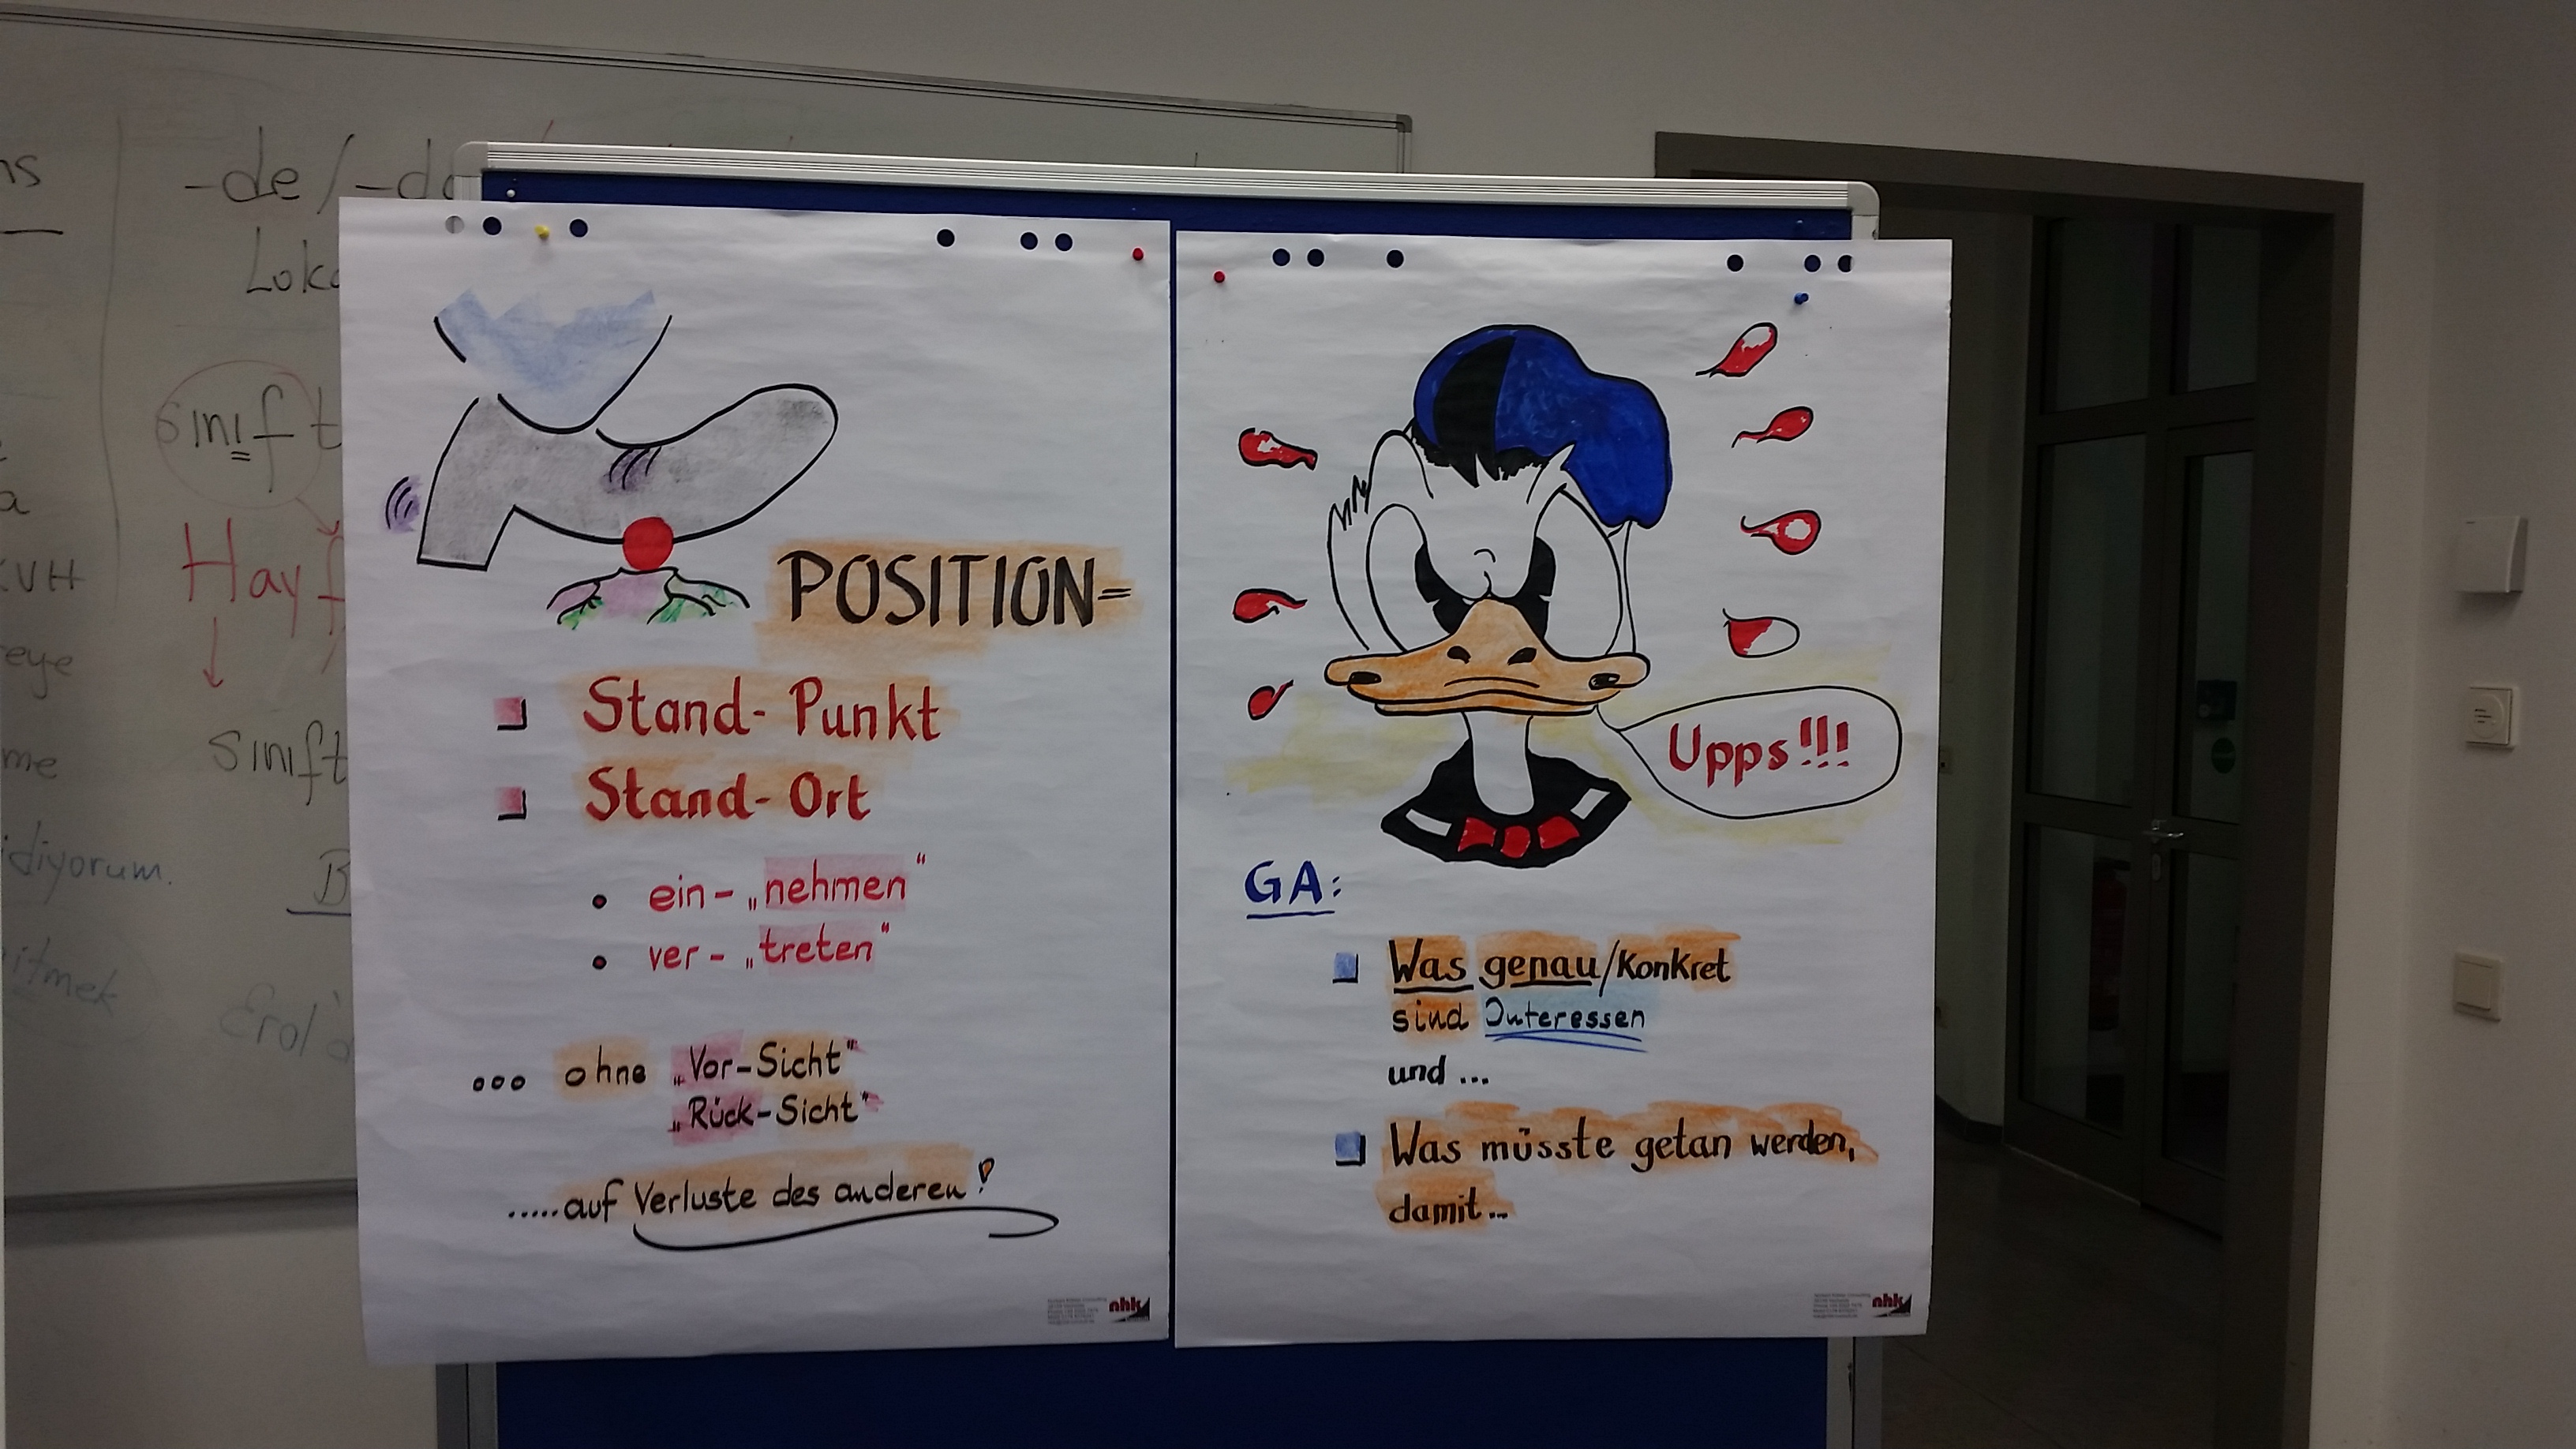 -de/-d
Lok
sınıf t
Hayf
sınıft
KVH
eye
me
idiyorum.
itmek
Erol'
POSITION=
Stand-Punkt
Stand-Ort
• ein-„nehmen“
• ver-„treten“
... ohne „Vor-Sicht“
„Rück-Sicht“
.....auf Verluste des anderen!
nhk
Upps!!!
GA:
Was genau/konkret
sind Interessen
und ...
Was müsste getan werden,
damit...
nhk